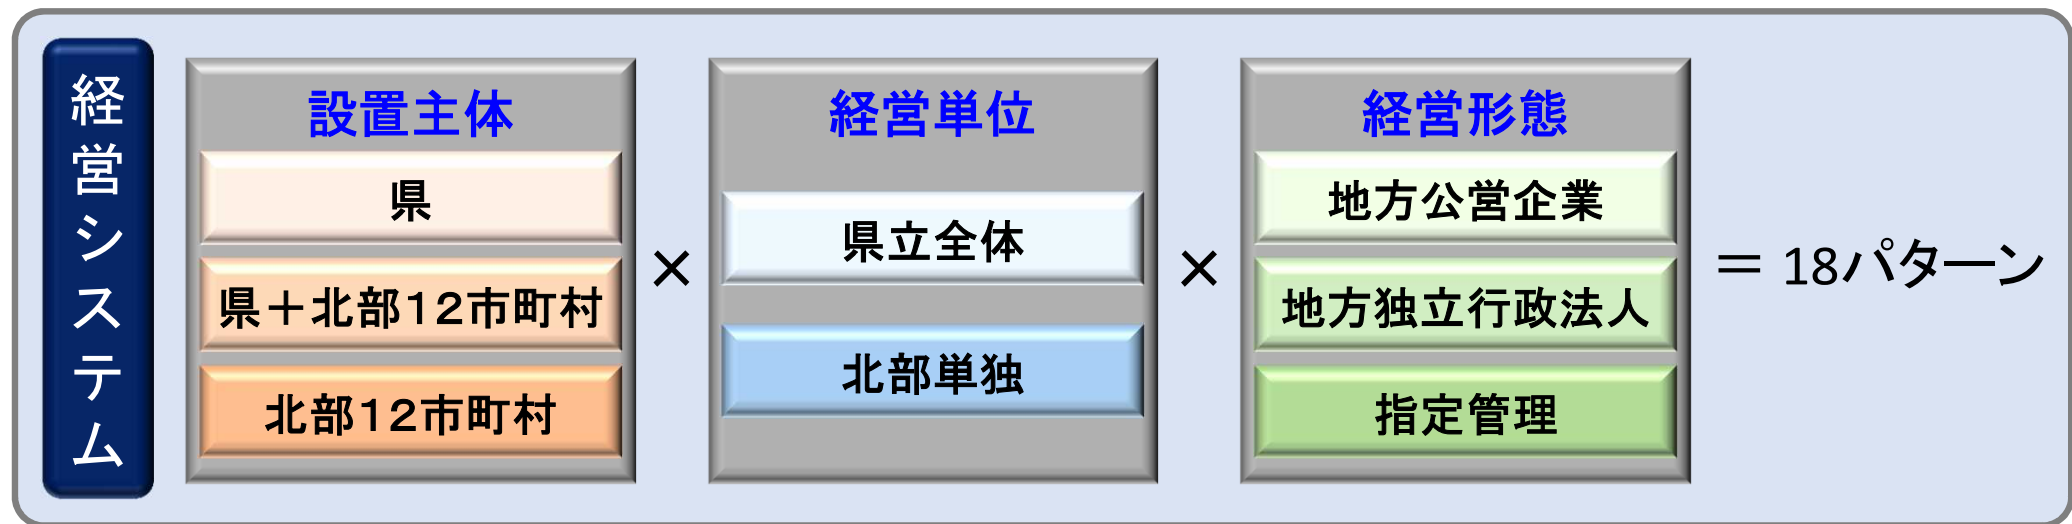 経営システム
設置主体
県
県＋北部１２市町村
北部１２市町村
×
経営単位
県立全体
北部単独
×
経営形態
地方公営企業
地方独立行政法人
指定管理
＝ 18パターン